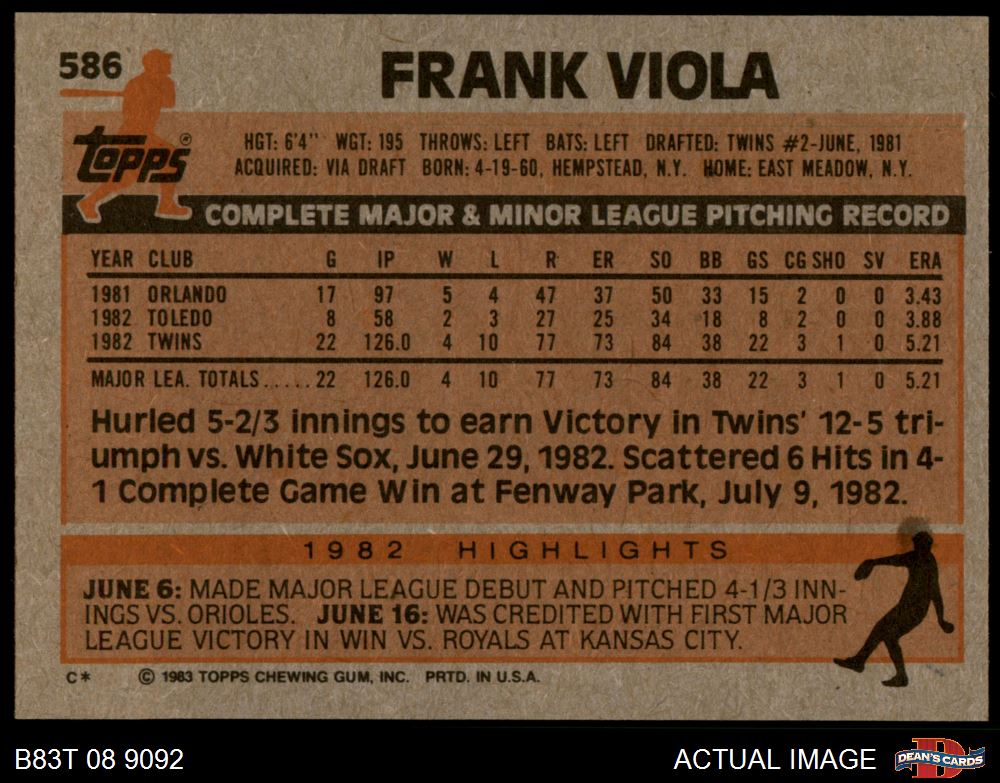 586
FRANK VIOLA
Topps®
HGT: 6'4" WGT: 195 THROWS: LEFT BATS: LEFT DRAFTED: TWINS #2-JUNE, 1981
ACQUIRED: VIA DRAFT BORN: 4-19-60, HEMPSTEAD, N.Y. HOME: EAST MEADOW, N.Y.
COMPLETE MAJOR & MINOR LEAGUE PITCHING RECORD
YEAR CLUB G IP W L R ER SO BB GS CG SHO SV ERA
1981 ORLANDO 17 97 5 4 47 37 50 33 15 2 0 0 3.43
1982 TOLEDO 8 58 2 3 27 25 34 18 8 2 0 0 3.88
1982 TWINS 22 126.0 4 10 77 73 84 38 22 3 1 0 5.21
MAJOR LEA. TOTALS.....22 126.0 4 10 77 73 84 38 22 3 1 0 5.21
Hurled 5-2/3 innings to earn Victory in Twins' 12-5 tri-
umph vs. White Sox, June 29, 1982. Scattered 6 Hits in 4-
1 Complete Game Win at Fenway Park, July 9, 1982.
1982 HIGHLIGHTS
JUNE 6: MADE MAJOR LEAGUE DEBUT AND PITCHED 4-1/3 INN-
INGS VS. ORIOLES. JUNE 16: WAS CREDITED WITH FIRST MAJOR
LEAGUE VICTORY IN WIN VS. ROYALS AT KANSAS CITY.
C* © 1983 TOPPS CHEWING GUM, INC. PRTD. IN U.S.A.
B83T 08 9092 ACTUAL IMAGE
D
DEAN'S CARDS